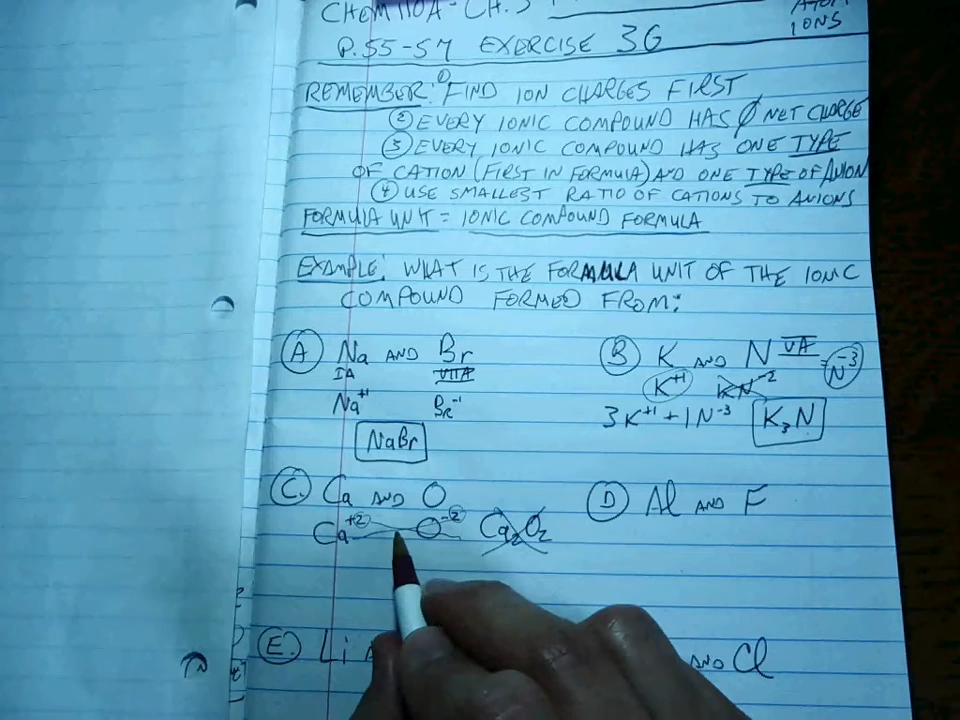 CHEM 110A - CH. 3
IONS
P. 55-57 EXERCISE 3G
REMEMBER: ① FIND ION CHARGES FIRST
② EVERY IONIC COMPOUND HAS Ø NET CHARGE
③ EVERY IONIC COMPOUND HAS ONE TYPE
OF CATION (FIRST IN FORMULA) AND ONE TYPE OF ANION
④ USE SMALLEST RATIO OF CATIONS TO ANIONS
FORMULA UNIT = IONIC COMPOUND FORMULA
EXAMPLE: WHAT IS THE FORMULA UNIT OF THE IONIC
COMPOUND FORMED FROM:
A Na AND Br
IA VIIA
Na+1 Br-1
NaBr
B K AND N VA = N-3
K+1 KN-2
3K+1 + 1N-3 K3N
C. Ca AND O
Ca+2 O-2 Ca2O2
D Al AND F
E. Li
AND Cl